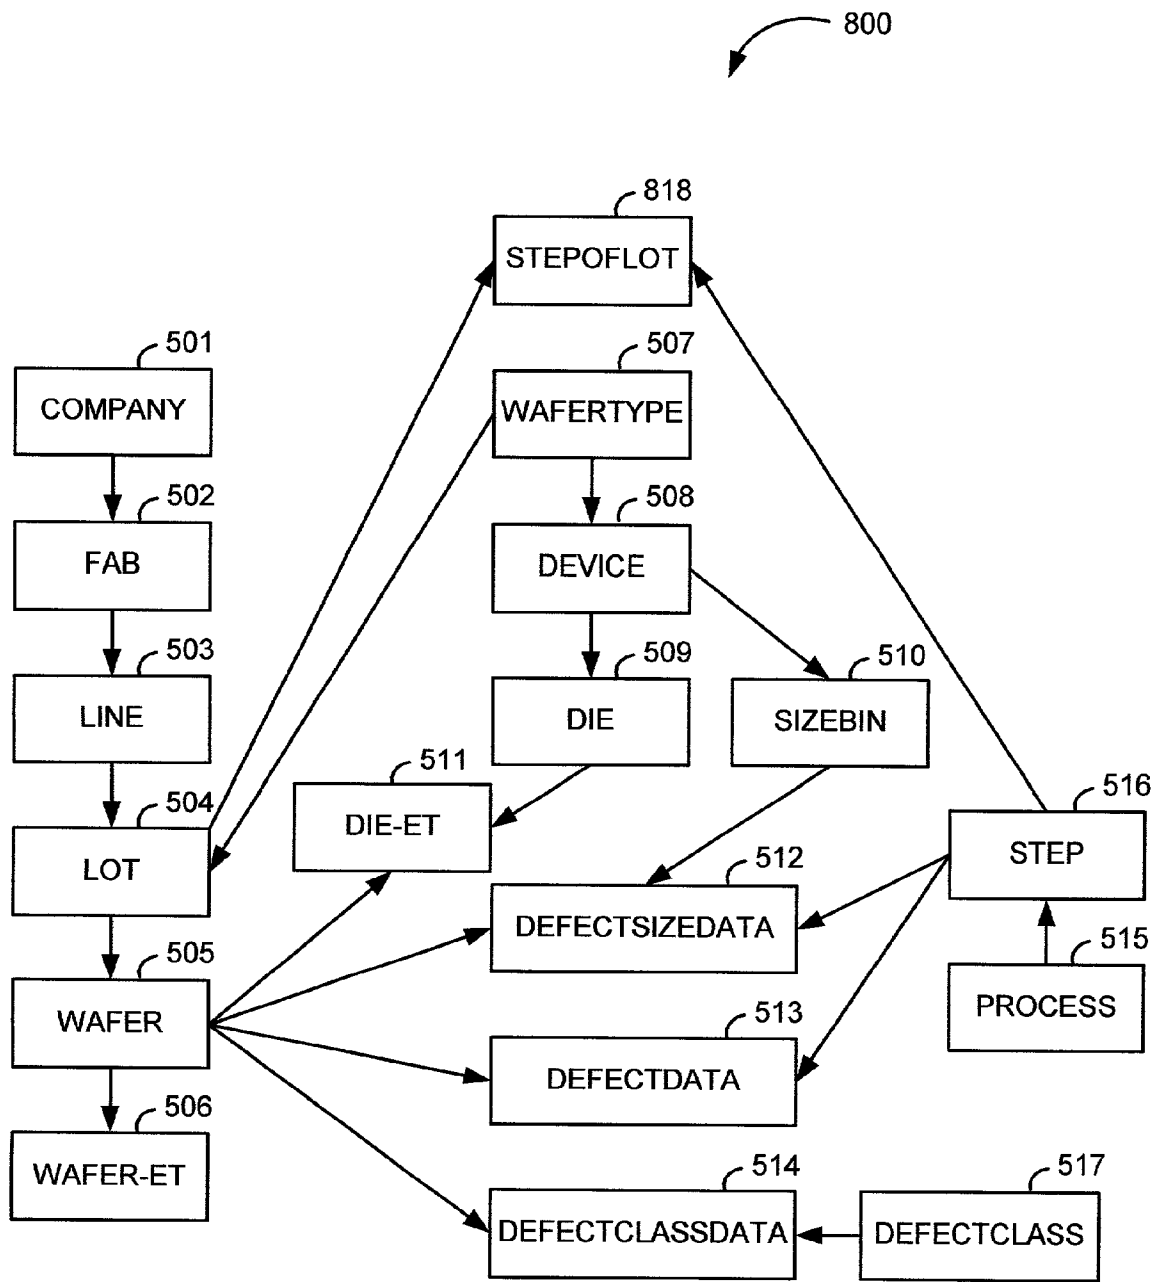 800
818
STEPOFLOT
501
COMPANY
507
WAFERTYPE
502
FAB
508
DEVICE
503
LINE
509
DIE
510
SIZEBIN
511
DIE-ET
504
LOT
516
STEP
512
DEFECTSIZEDATA
505
WAFER
515
PROCESS
513
DEFECTDATA
506
WAFER-ET
514
DEFECTCLASSDATA
517
DEFECTCLASS